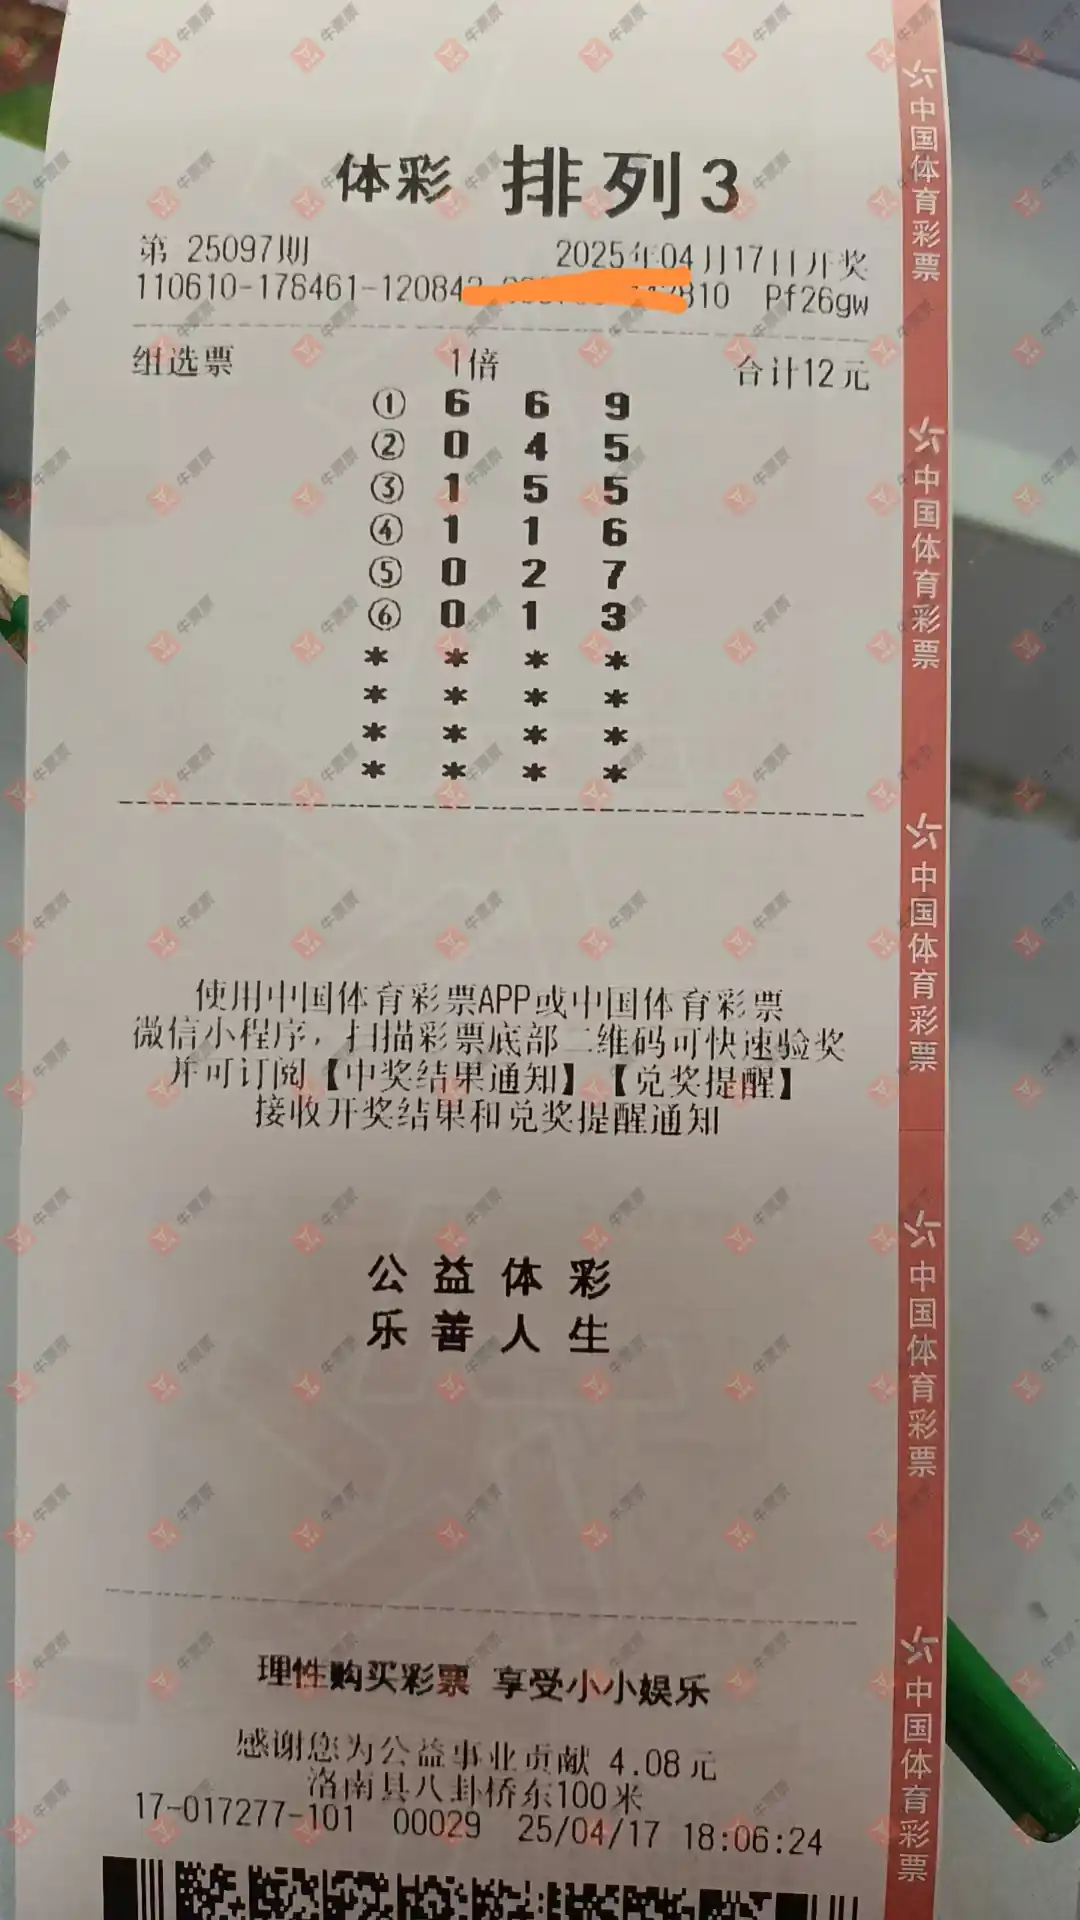 体彩 排列3
第 25097期 2025年04月17日开奖
110610-176461-120842 810 Pf26gw
组选票 1倍 合计12元
① 6 6 9
② 0 4 5
③ 1 5 5
④ 1 1 6
⑤ 0 2 7
⑥ 0 1 3
* * * *
* * * *
* * * *
* * * *
使用中国体育彩票APP或中国体育彩票
微信小程序，扫描彩票底部二维码可快速验奖
并可订阅【中奖结果通知】【兑奖提醒】
接收开奖结果和兑奖提醒通知
公益体彩
乐善人生
理性购买彩票 享受小小娱乐
感谢您为公益事业贡献 4.08元
洛南县八卦桥东100米
17-017277-101 00029 25/04/17 18:06:24
中国体育彩票
中国体育彩票
中国体育彩票
中国体育彩票
中国体育彩票
牛票票